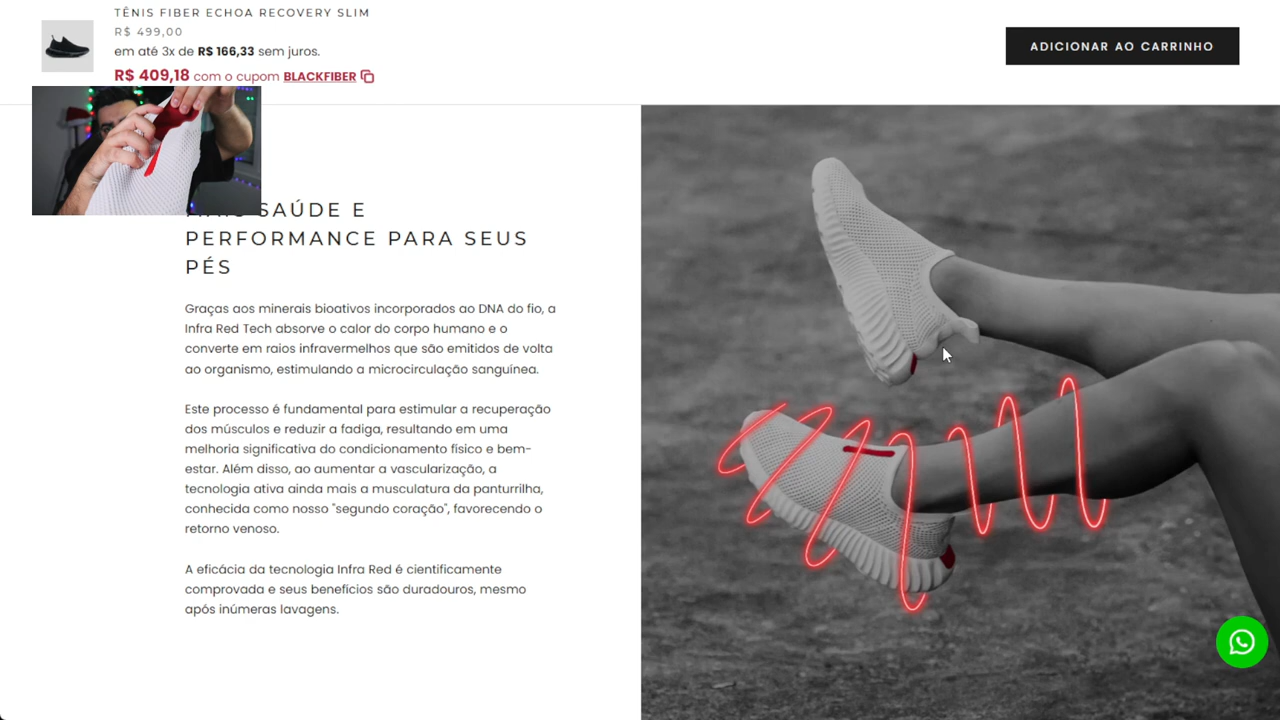 TÊNIS FIBER ECHOA RECOVERY SLIM
R$ 499,00
em até 3x de R$ 166,33 sem juros.
R$ 409,18 com o cupom BLACKFIBER
ADICIONAR AO CARRINHO
SAÚDE E
PERFORMANCE PARA SEUS
PÉS
Graças aos minerais bioativos incorporados ao DNA do fio, a
Infra Red Tech absorve o calor do corpo humano e o
converte em raios infravermelhos que são emitidos de volta
ao organismo, estimulando a microcirculação sanguínea.
Este processo é fundamental para estimular a recuperação
dos músculos e reduzir a fadiga, resultando em uma
melhoria significativa do condicionamento físico e bem-
estar. Além disso, ao aumentar a vascularização, a
tecnologia ativa ainda mais a musculatura da panturrilha,
conhecida como nosso "segundo coração", favorecendo o
retorno venoso.
A eficácia da tecnologia Infra Red é cientificamente
comprovada e seus benefícios são duradouros, mesmo
após inúmeras lavagens.